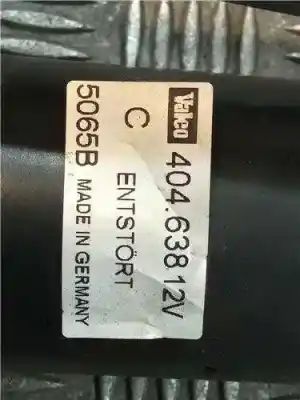 Valeo 404.638 12V
C ENTSTÖRT
5065B MADE IN GERMANY